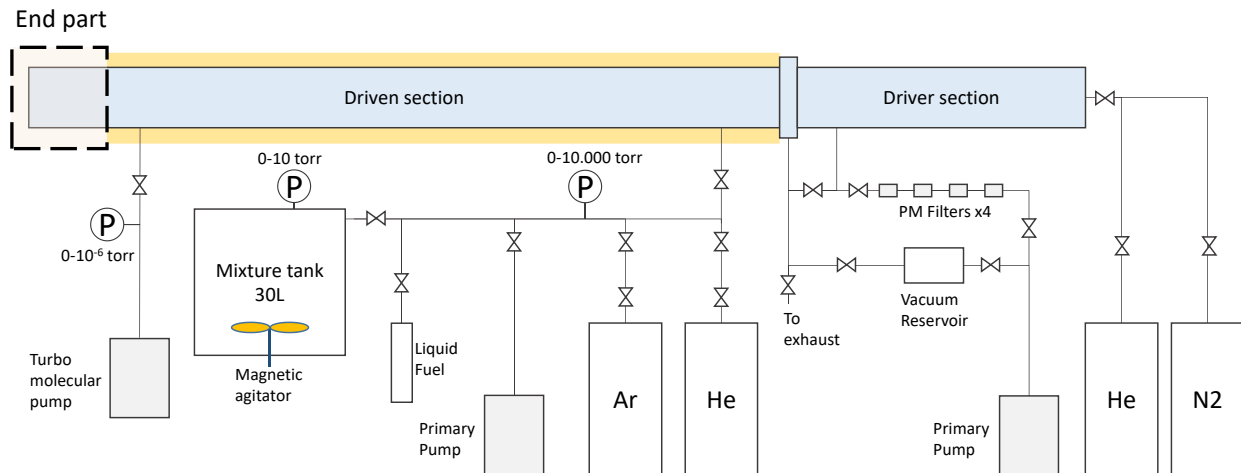 End part
Driven section
Driver section
0-10 torr
0-10.000 torr
P
P
P
0-10⁻⁶ torr
PM Filters x4
Mixture tank
30L
Vacuum
Reservoir
To
exhaust
Turbo
molecular
pump
Magnetic
agitator
Liquid
Fuel
Primary
Pump
Ar
He
Primary
Pump
He
N2